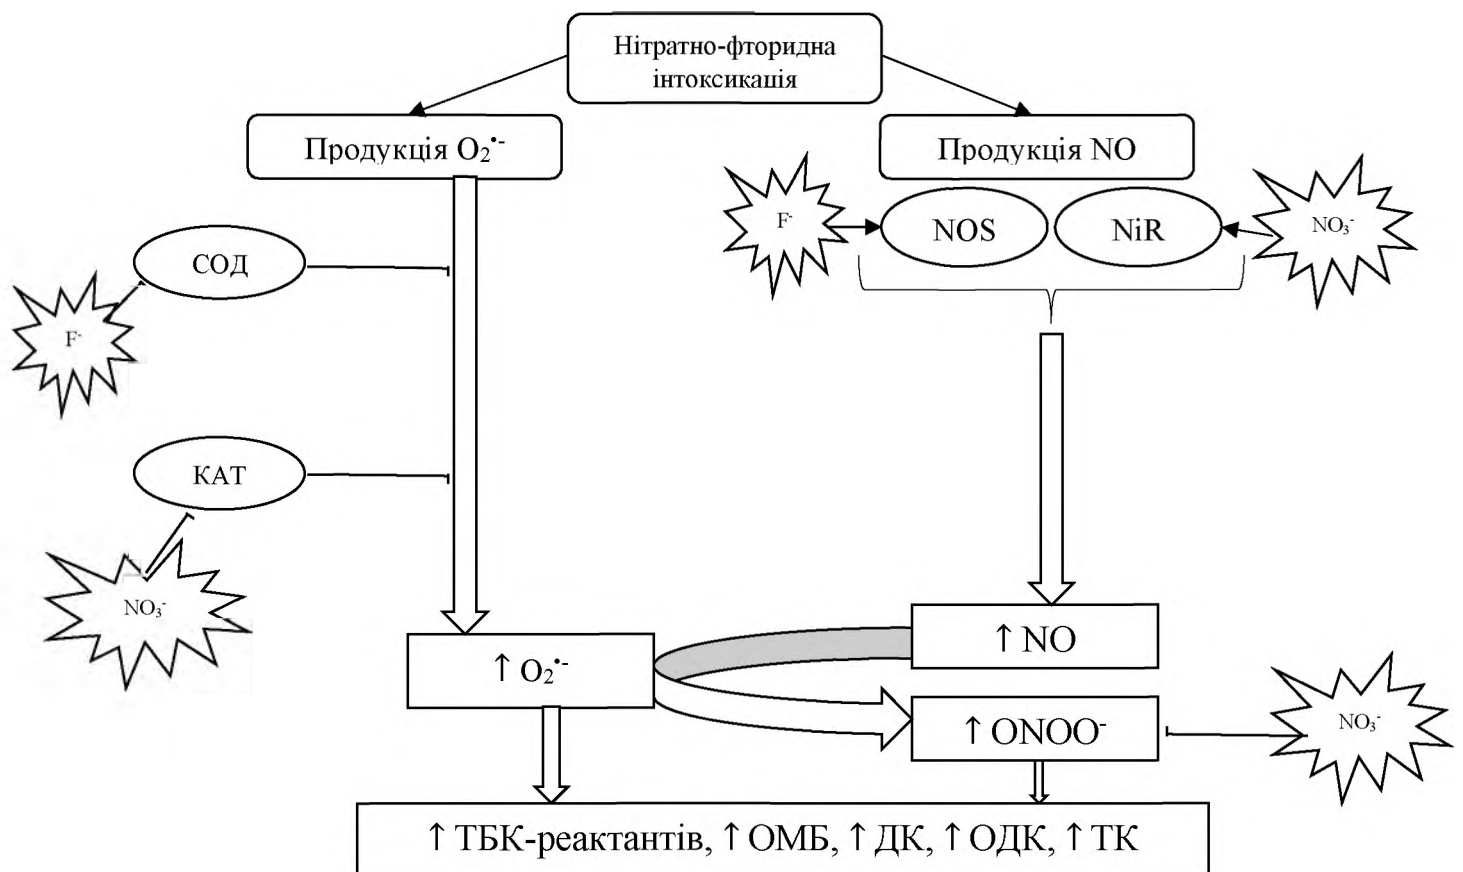 Нітратно-фторидна
інтоксикація
Продукція O₂•-
Продукція NO
F-
NOS
NiR
NO₃-
СОД
F-
КАТ
NO₃-
↑ NO
↑ O₂•-
↑ ONOO-
NO₃-
↑ ТБК-реактантів, ↑ ОМБ, ↑ ДК, ↑ ОДК, ↑ ТК